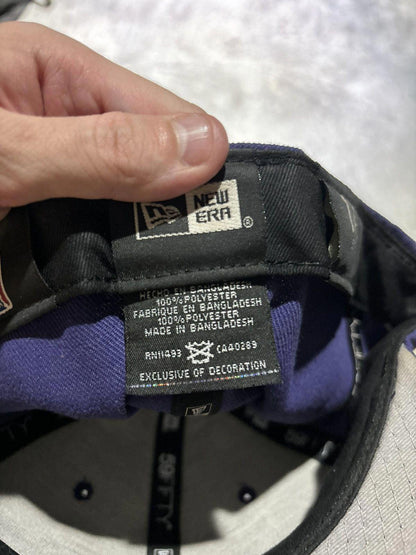 NEW
ERA
®
HECHO EN BANGLADESH
100%POLYESTER
FABRIQUE EN BANGLADESH
100%POLYESTER
MADE IN BANGLADESH
RN11493 CA40289
EXCLUSIVE OF DECORATION
59FIFTY